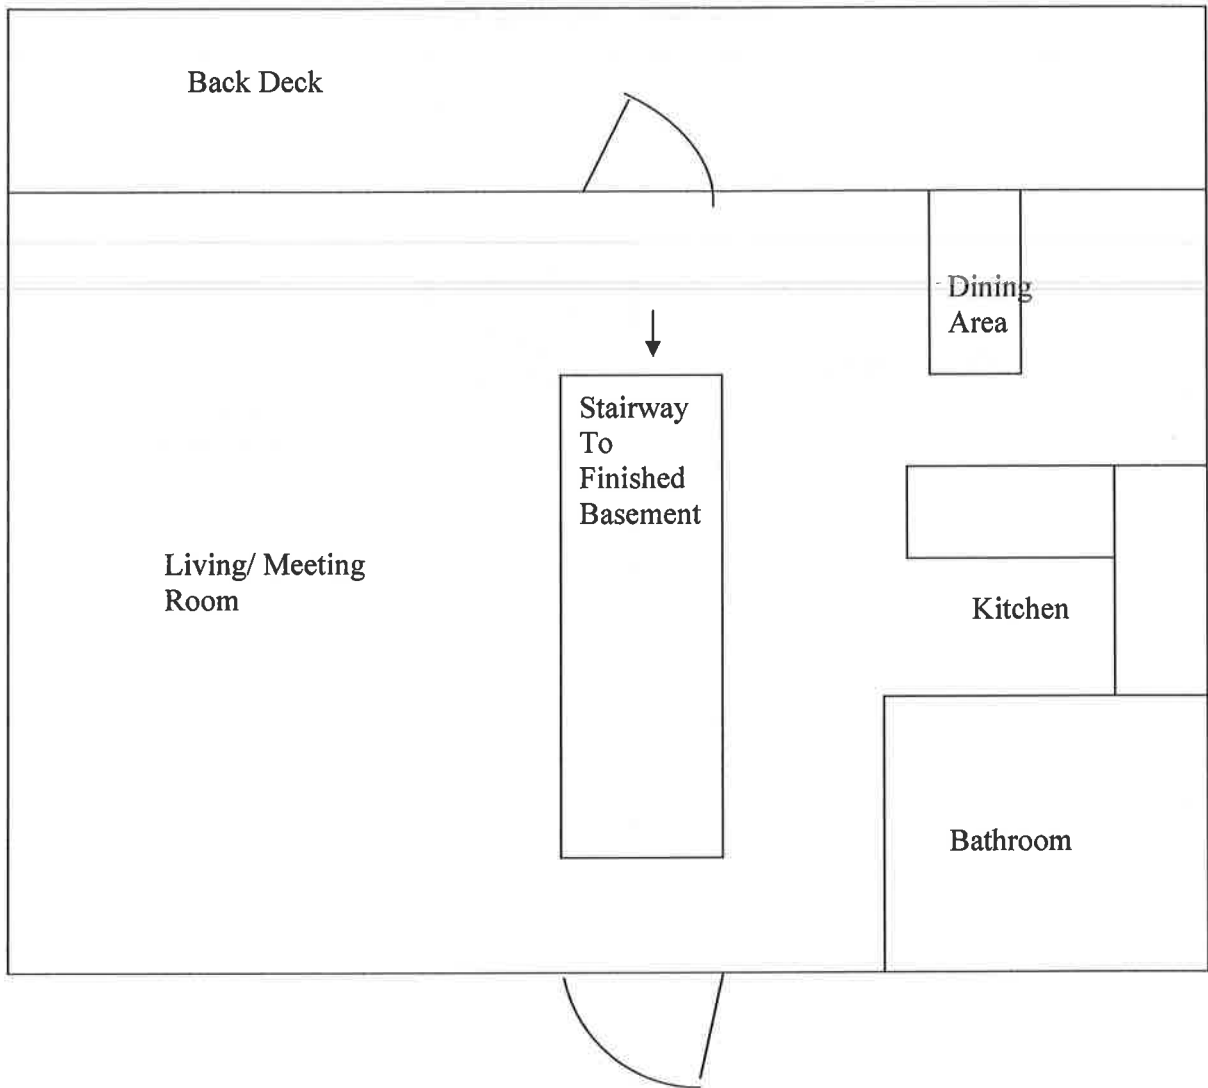 Back Deck
Dining
Area
Stairway
To
Finished
Basement
Living/ Meeting
Room
Kitchen
Bathroom